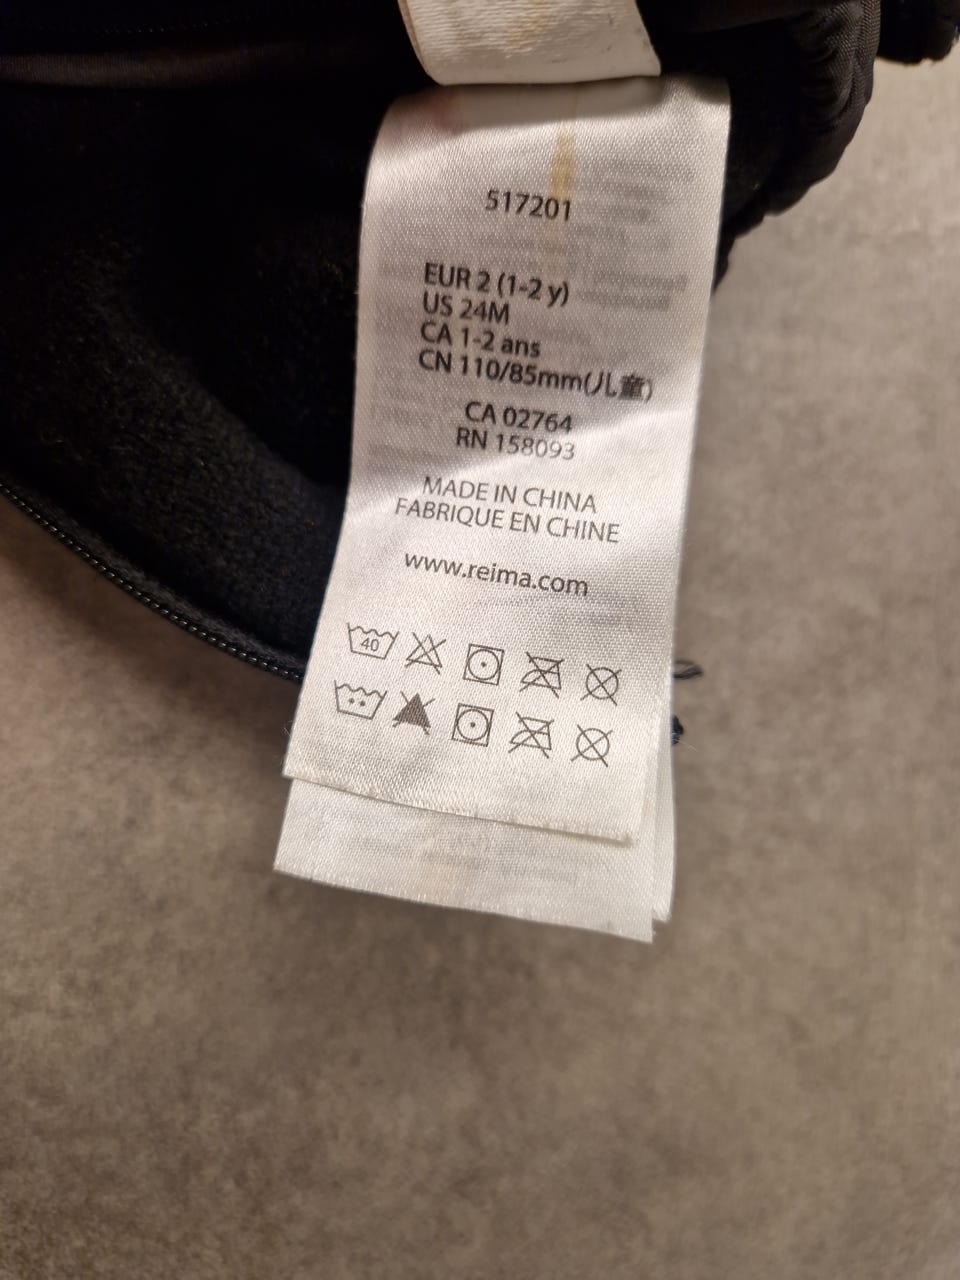 517201
EUR 2 (1-2 y)
US 24M
CA 1-2 ans
CN 110/85mm(儿童)
CA 02764
RN 158093
MADE IN CHINA
FABRIQUE EN CHINE
www.reima.com
40